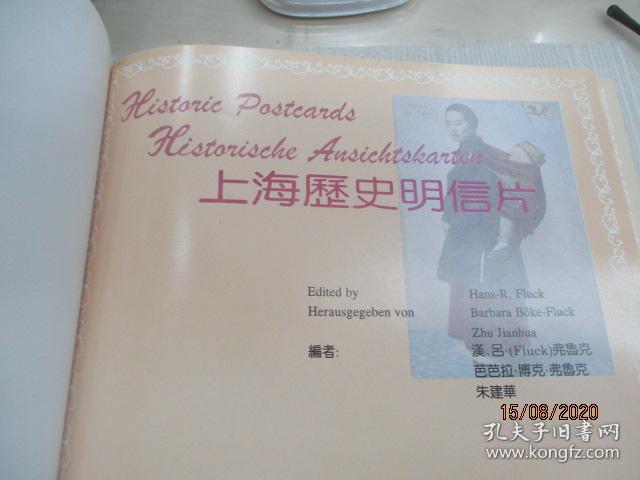 Historic Postcards
Historische Ansichtskarten
上海歷史明信片
Edited by Hans-R. Fluck
Herausgegeben von Barbara Böke-Fluck
Zhu Jianhua
編者: 漢.呂·(Fluck)弗魯克
芭芭拉·博克·弗魯克
朱建華
15/08/2020
孔夫子旧书网
www.kongfz.com